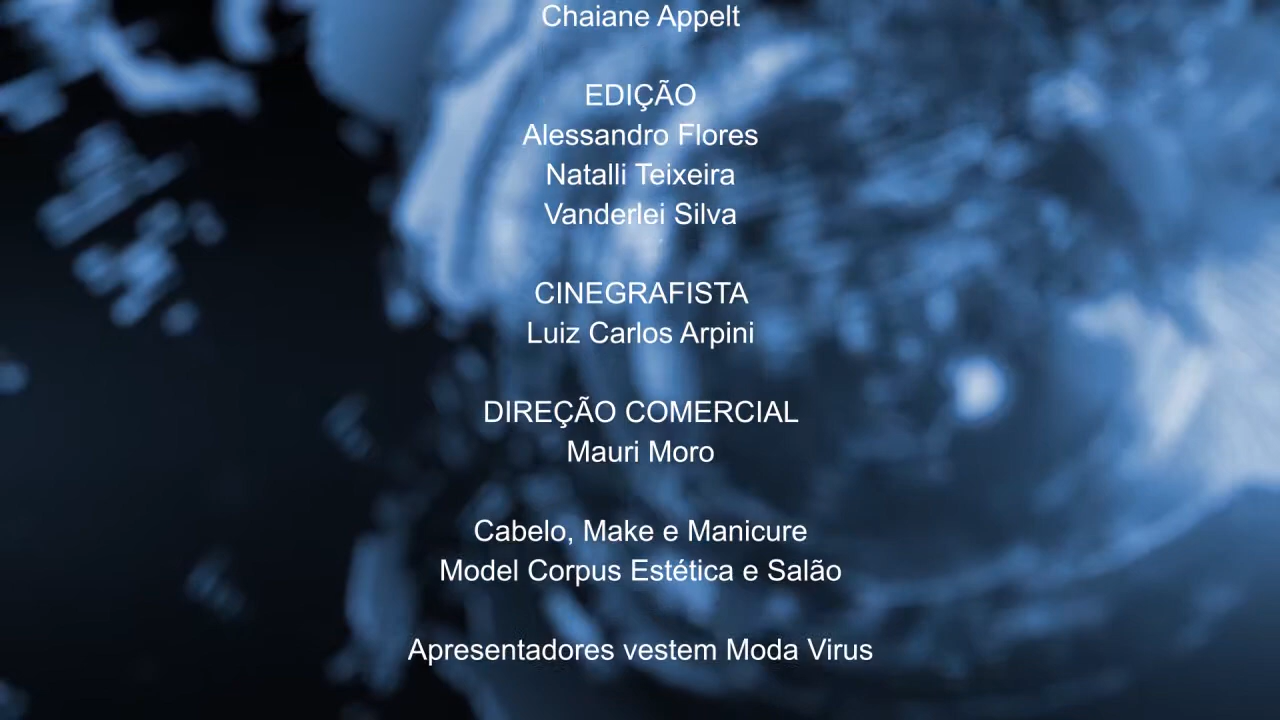 Chaiane Appelt
EDIÇÃO
Alessandro Flores
Natalli Teixeira
Vanderlei Silva
CINEGRAFISTA
Luiz Carlos Arpini
DIREÇÃO COMERCIAL
Mauri Moro
Cabelo, Make e Manicure
Model Corpus Estética e Salão
Apresentadores vestem Moda Virus